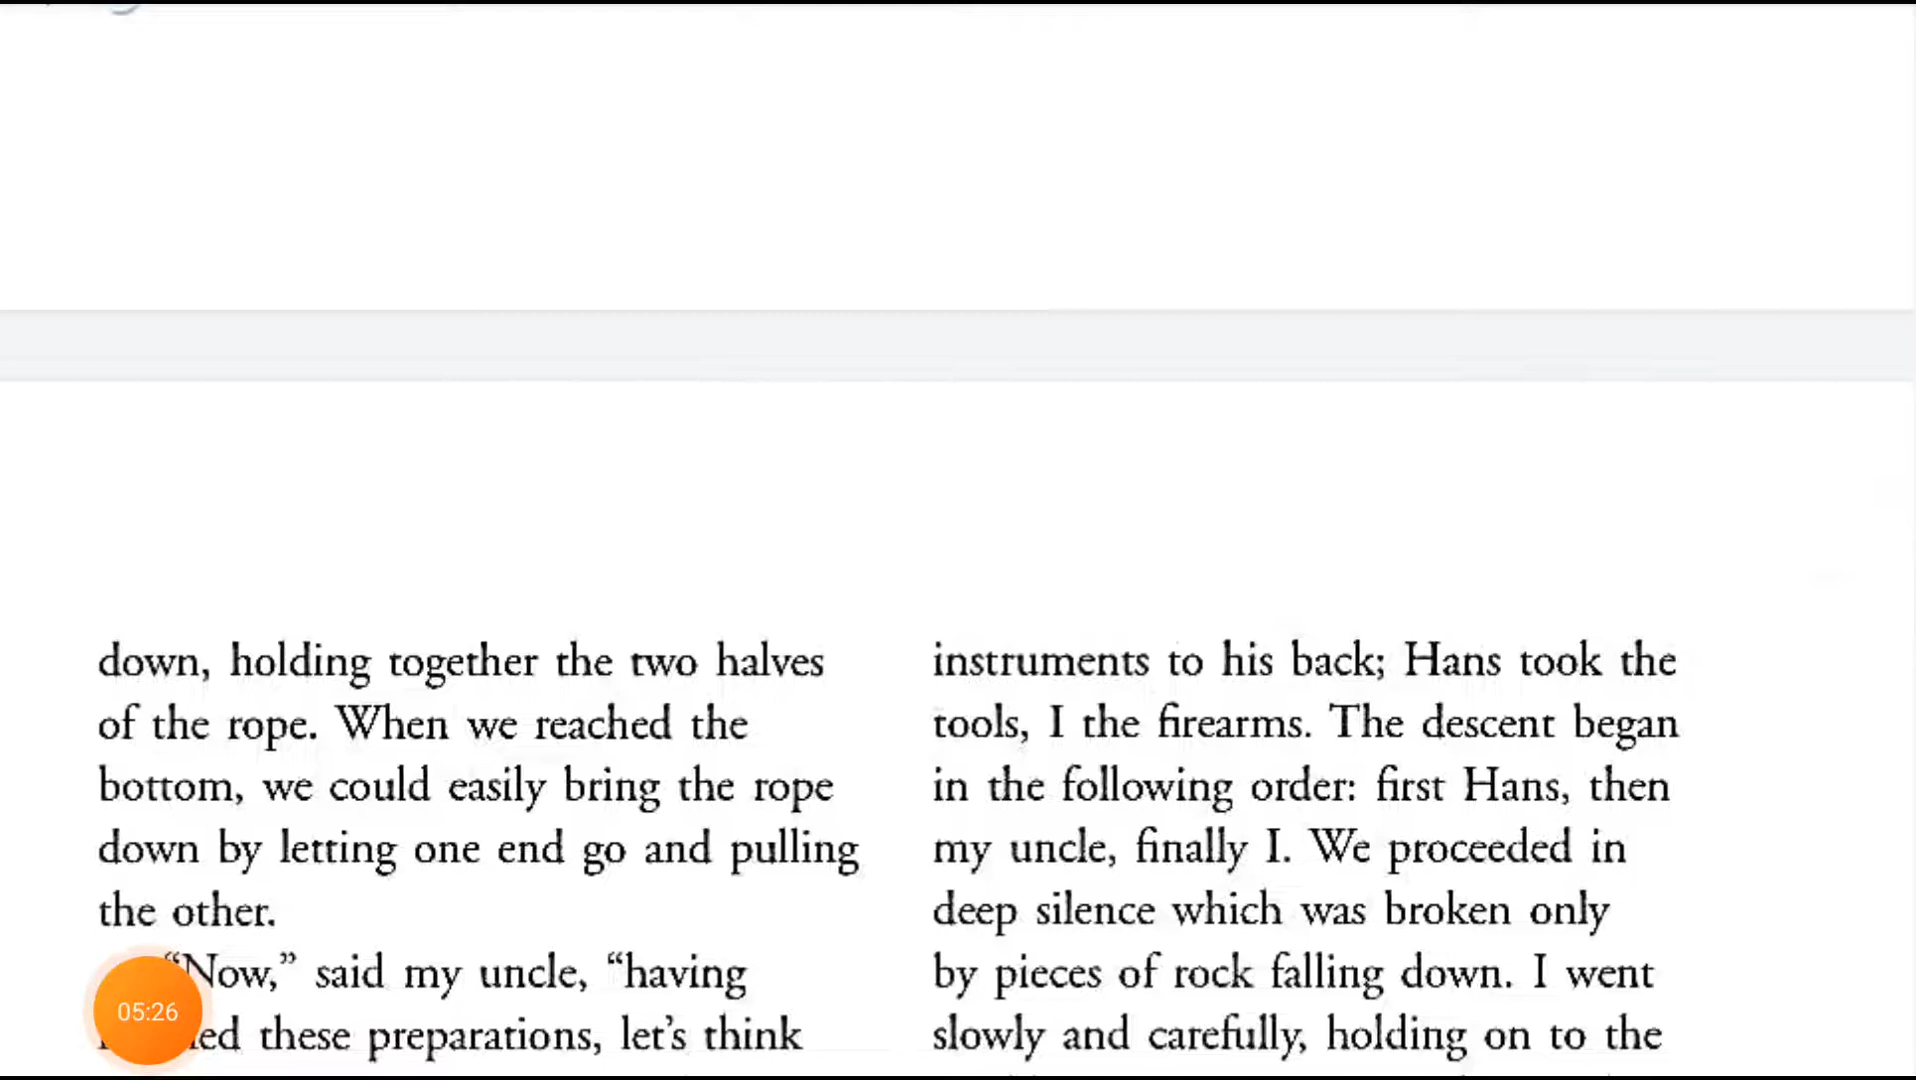 down, holding together the two halves
of the rope. When we reached the
bottom, we could easily bring the rope
down by letting one end go and pulling
the other.
“Now,” said my uncle, “having
these preparations, let’s think
instruments to his back; Hans took the
tools, I the firearms. The descent began
in the following order: first Hans, then
my uncle, finally I. We proceeded in
deep silence which was broken only
by pieces of rock falling down. I went
slowly and carefully, holding on to the
05:26